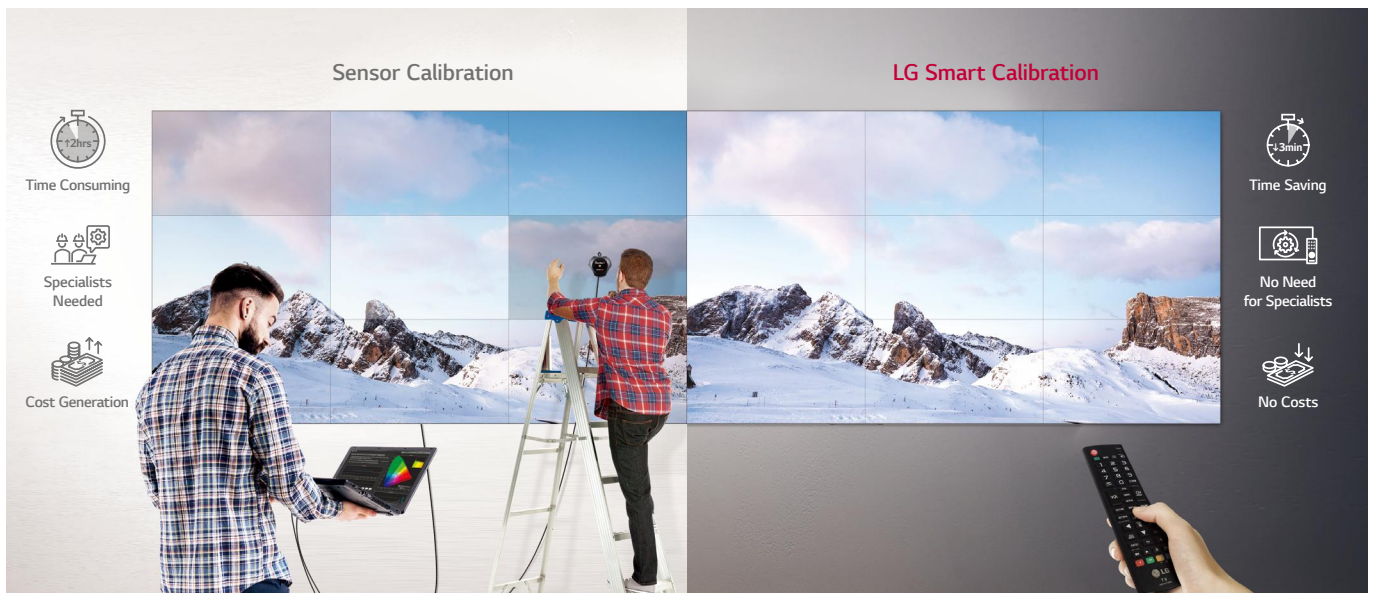 Sensor Calibration
LG Smart Calibration
↑2hrs
Time Consuming
Specialists
Needed
Cost Generation
↓3min
Time Saving
No Need
for Specialists
No Costs
LG
TV